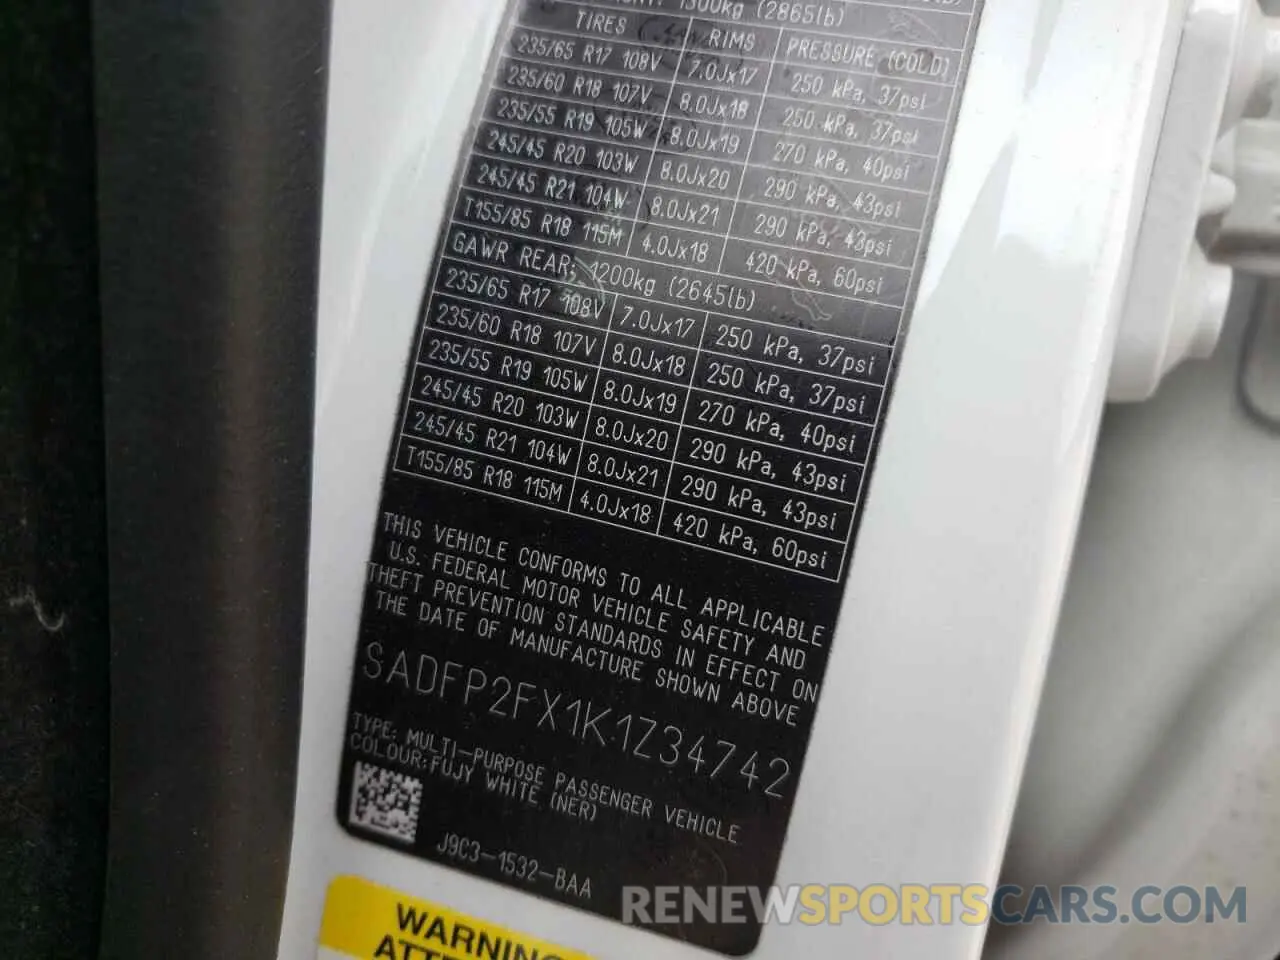 1300kg (2865lb)
TIRES RIMS PRESSURE (COLD)
235/65 R17 108V 7.0Jx17 250 kPa, 37psi
235/60 R18 107V 8.0Jx18 250 kPa, 37psi
235/55 R19 105W 8.0Jx19 270 kPa, 40psi
245/45 R20 103W 8.0Jx20 290 kPa, 43psi
245/45 R21 104W 8.0Jx21 290 kPa, 43psi
T155/85 R18 115M 4.0Jx18 420 kPa, 60psi
GAWR REAR: 1200kg (2645lb)
235/65 R17 108V 7.0Jx17 250 kPa, 37psi
235/60 R18 107V 8.0Jx18 250 kPa, 37psi
235/55 R19 105W 8.0Jx19 270 kPa, 40psi
245/45 R20 103W 8.0Jx20 290 kPa, 43psi
245/45 R21 104W 8.0Jx21 290 kPa, 43psi
T155/85 R18 115M 4.0Jx18 420 kPa, 60psi
THIS VEHICLE CONFORMS TO ALL APPLICABLE
U.S. FEDERAL MOTOR VEHICLE SAFETY AND
THEFT PREVENTION STANDARDS IN EFFECT ON
THE DATE OF MANUFACTURE SHOWN ABOVE
SADFP2FX1K1Z34742
TYPE: MULTI-PURPOSE PASSENGER VEHICLE
COLOUR:FUJY WHITE (NER)
J9C3-1532-BAA
WARNING
RENEWSPORTSCARS.COM